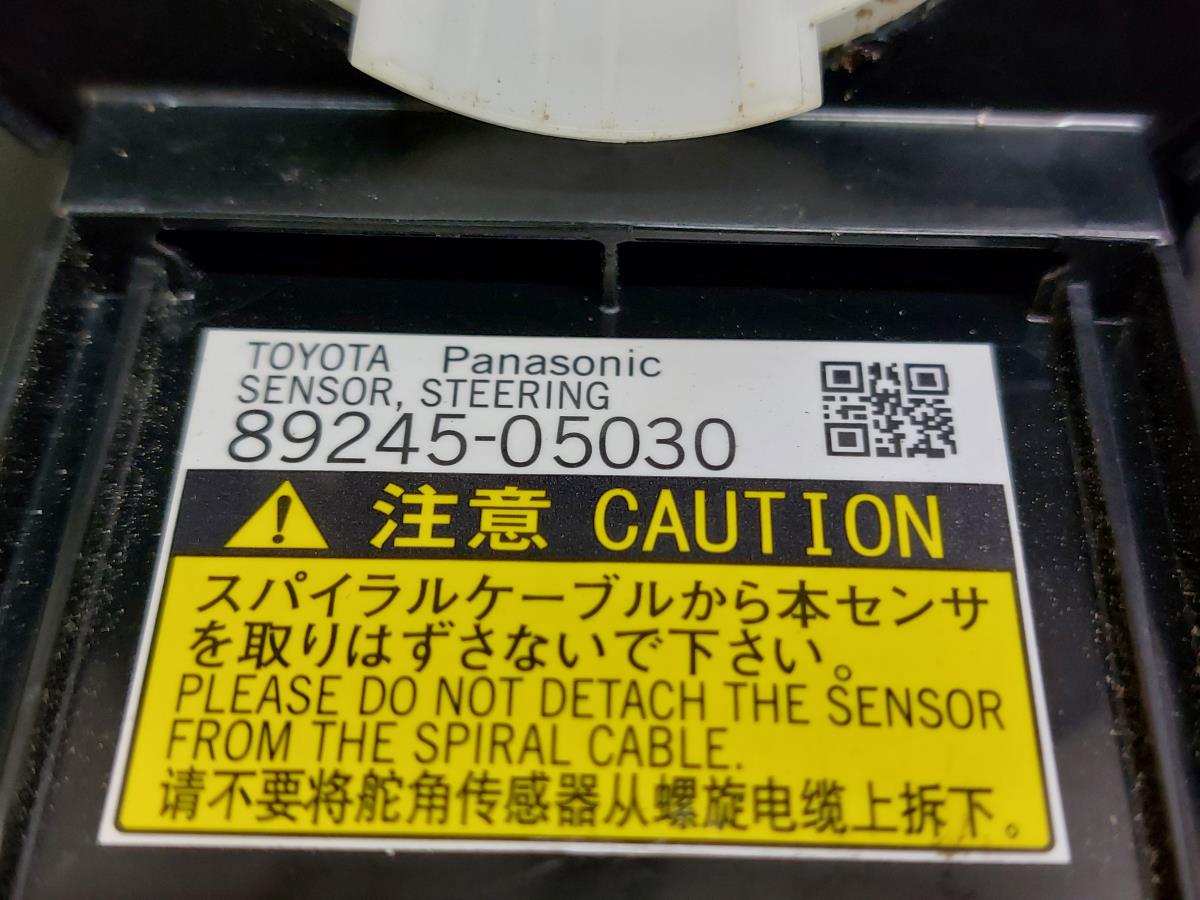 TOYOTA Panasonic
SENSOR, STEERING
89245-05030
注意 CAUTION
スパイラルケーブルから本センサ
を取りはずさないで下さい。
PLEASE DO NOT DETACH THE SENSOR
FROM THE SPIRAL CABLE.
请不要将舵角传感器从螺旋电缆上拆下。